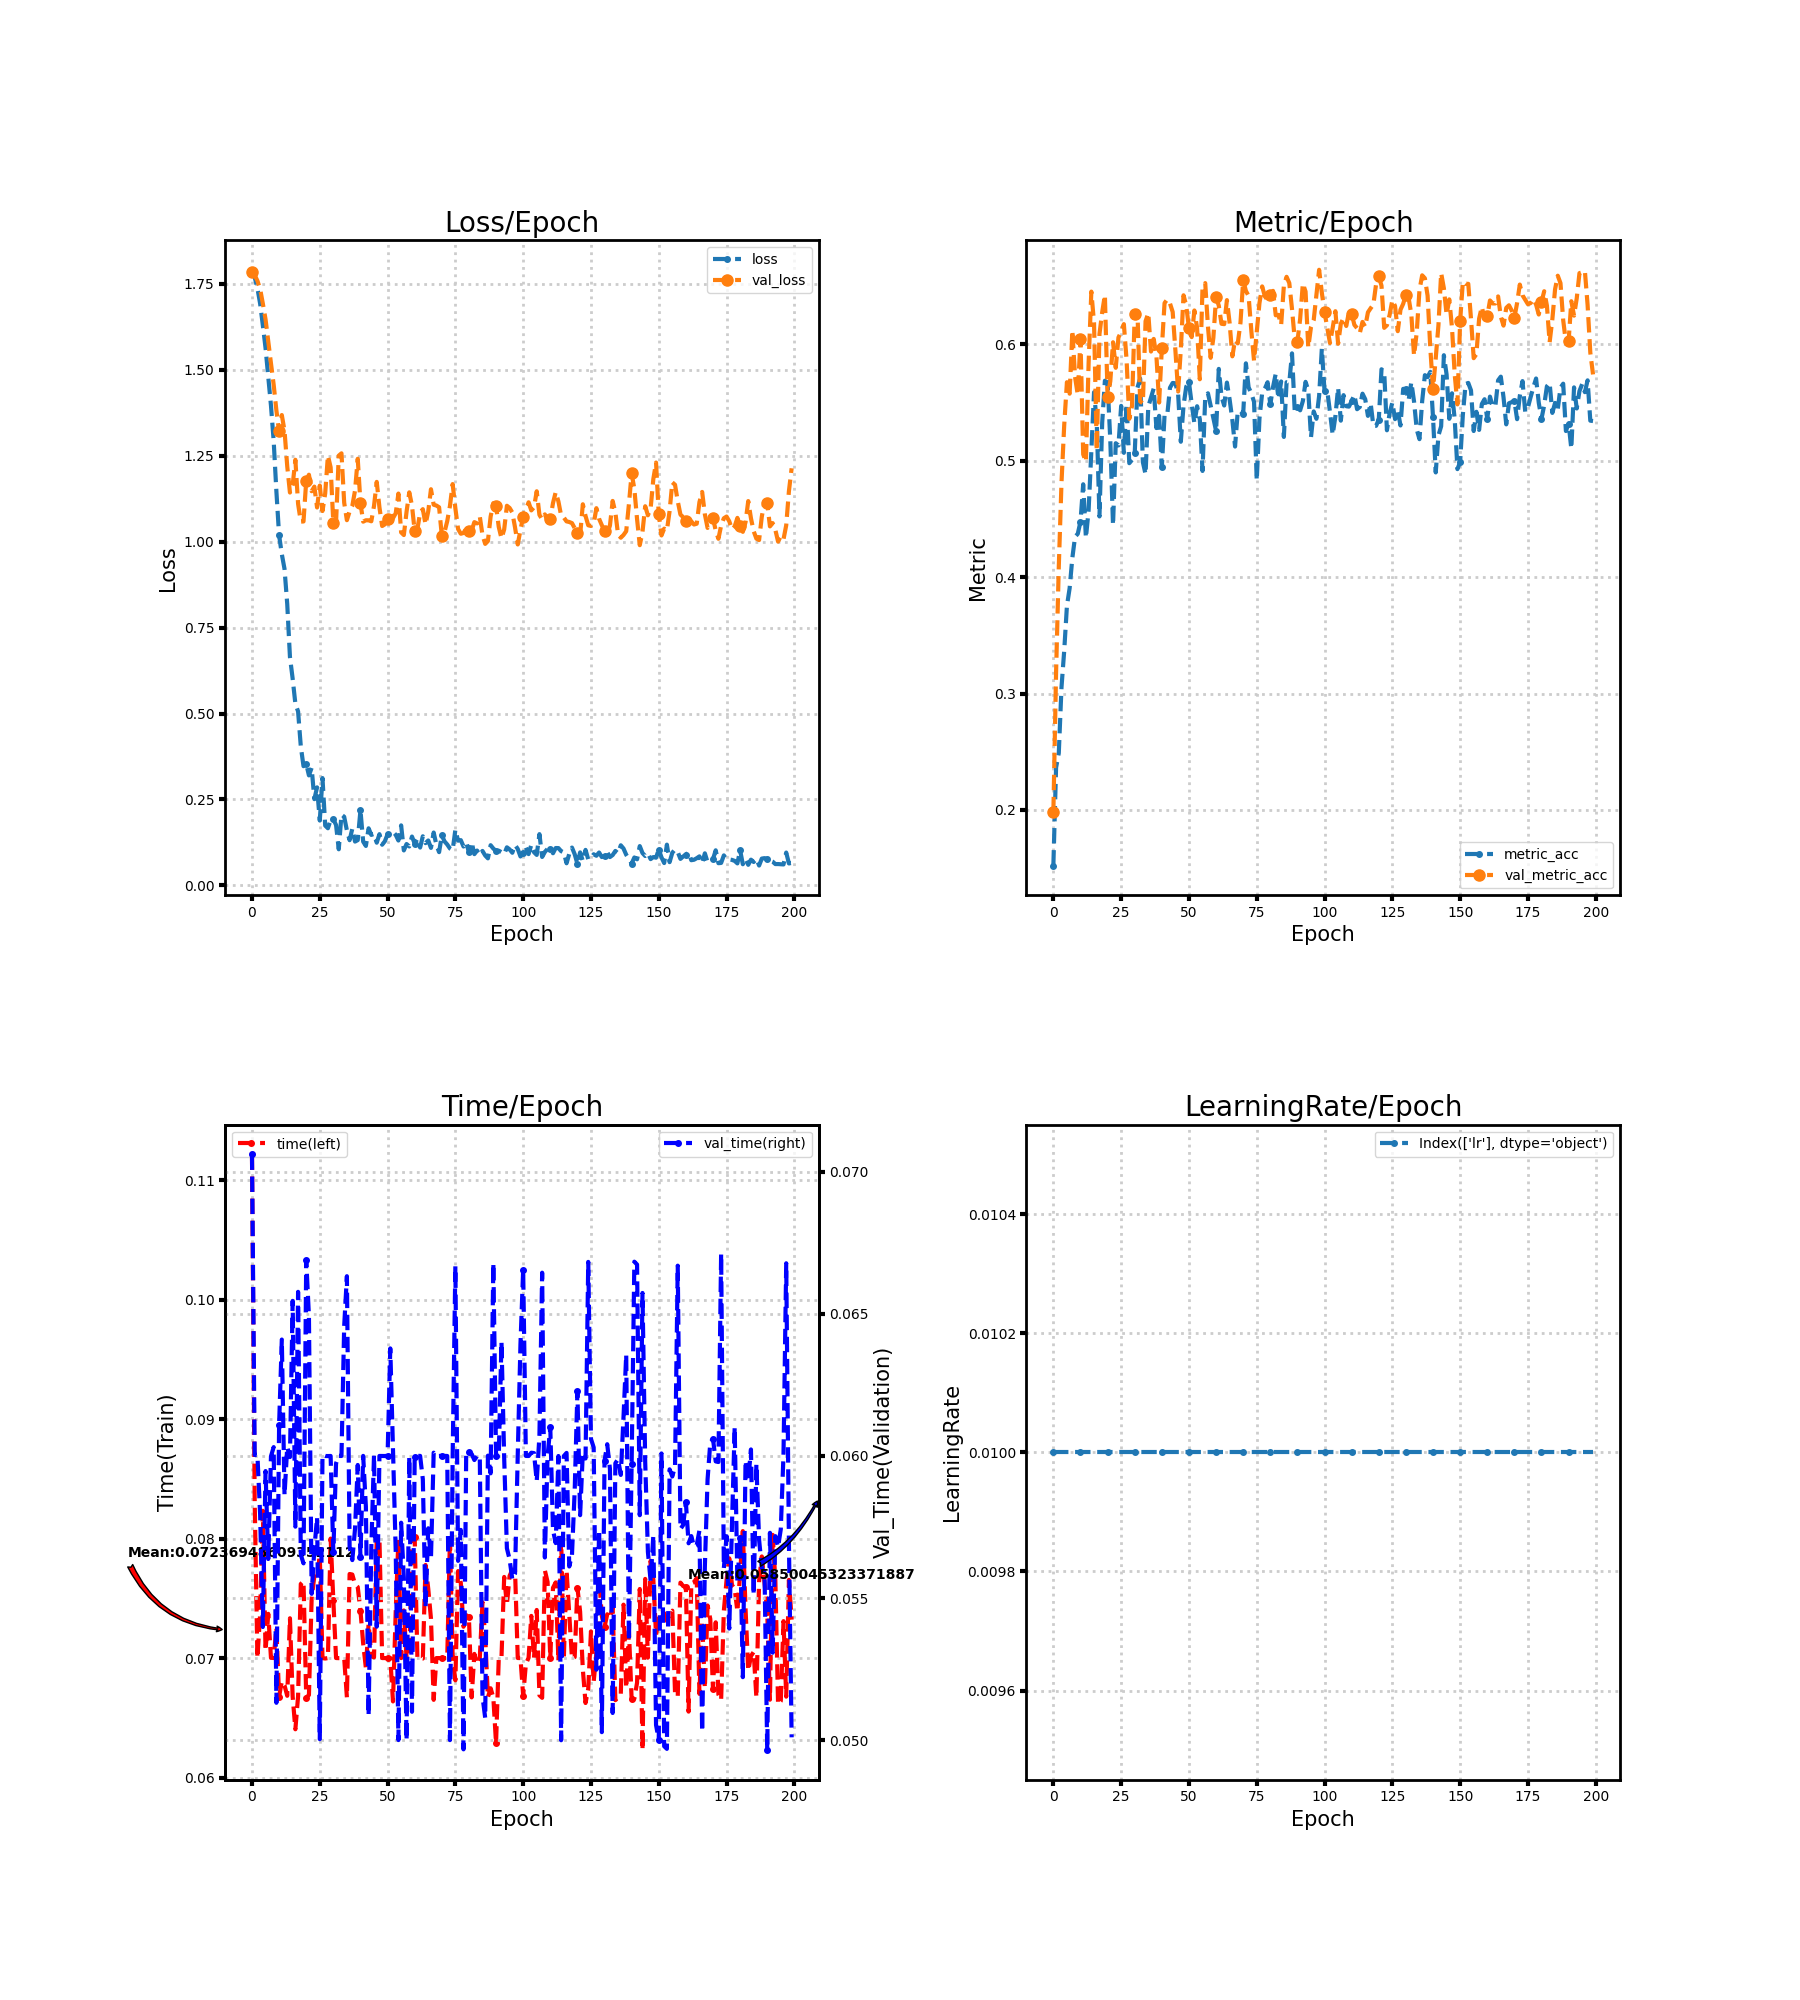 Loss/Epoch
loss
val_loss
1.75
1.50
1.25
1.00
0.75
0.50
0.25
0.00
Loss
0 25 50 75 100 125 150 175 200
Epoch
Metric/Epoch
0.6
0.5
0.4
0.3
0.2
Metric
metric_acc
val_metric_acc
0 25 50 75 100 125 150 175 200
Epoch
Time/Epoch
time(left)
val_time(right)
0.11
0.10
0.09
0.08
0.07
0.06
Time(Train)
0.070
0.065
0.060
0.055
0.050
Val_Time(Validation)
Mean:0.05850045323371887
0 25 50 75 100 125 150 175 200
Epoch
LearningRate/Epoch
Index(['lr'], dtype='object')
0.0104
0.0102
0.0100
0.0098
0.0096
LearningRate
0 25 50 75 100 125 150 175 200
Epoch